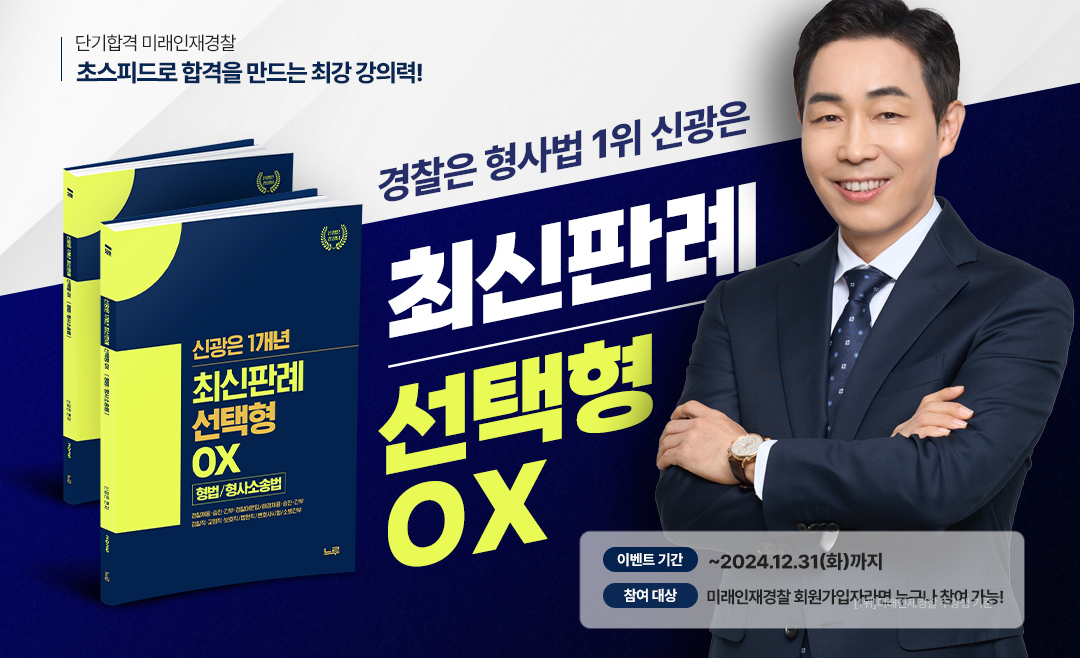 단기합격 미래인재경찰
초스피드로 합격을 만드는 최강 강의력!
경찰은 형사법 1위 신광은
최신판례
선택형
OX
신광은 1개년
최신판례
선택형
OX
형법/형사소송법
느루
이벤트 기간
~2024.12.31(화)까지
참여 대상
미래인재경찰 회원가입자라면 누구나 참여 가능!